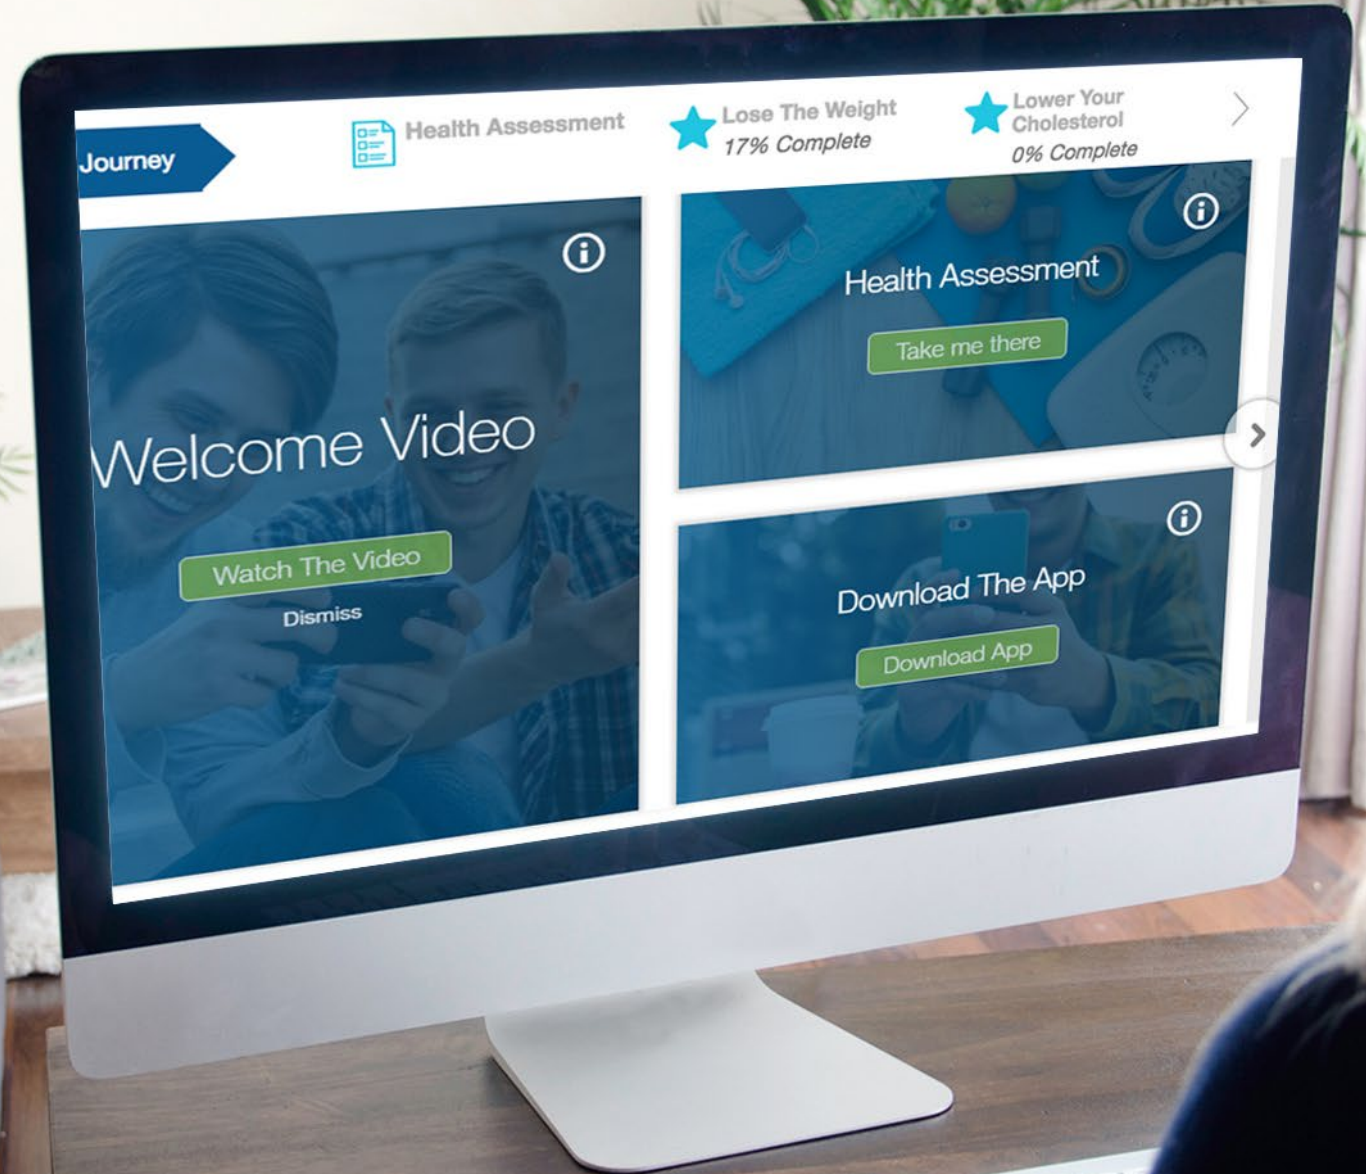 Journey
Health Assessment
Lose The Weight
17% Complete
Lower Your
Cholesterol
0% Complete
Welcome Video
Watch The Video
Dismiss
Health Assessment
Take me there
Download The App
Download App